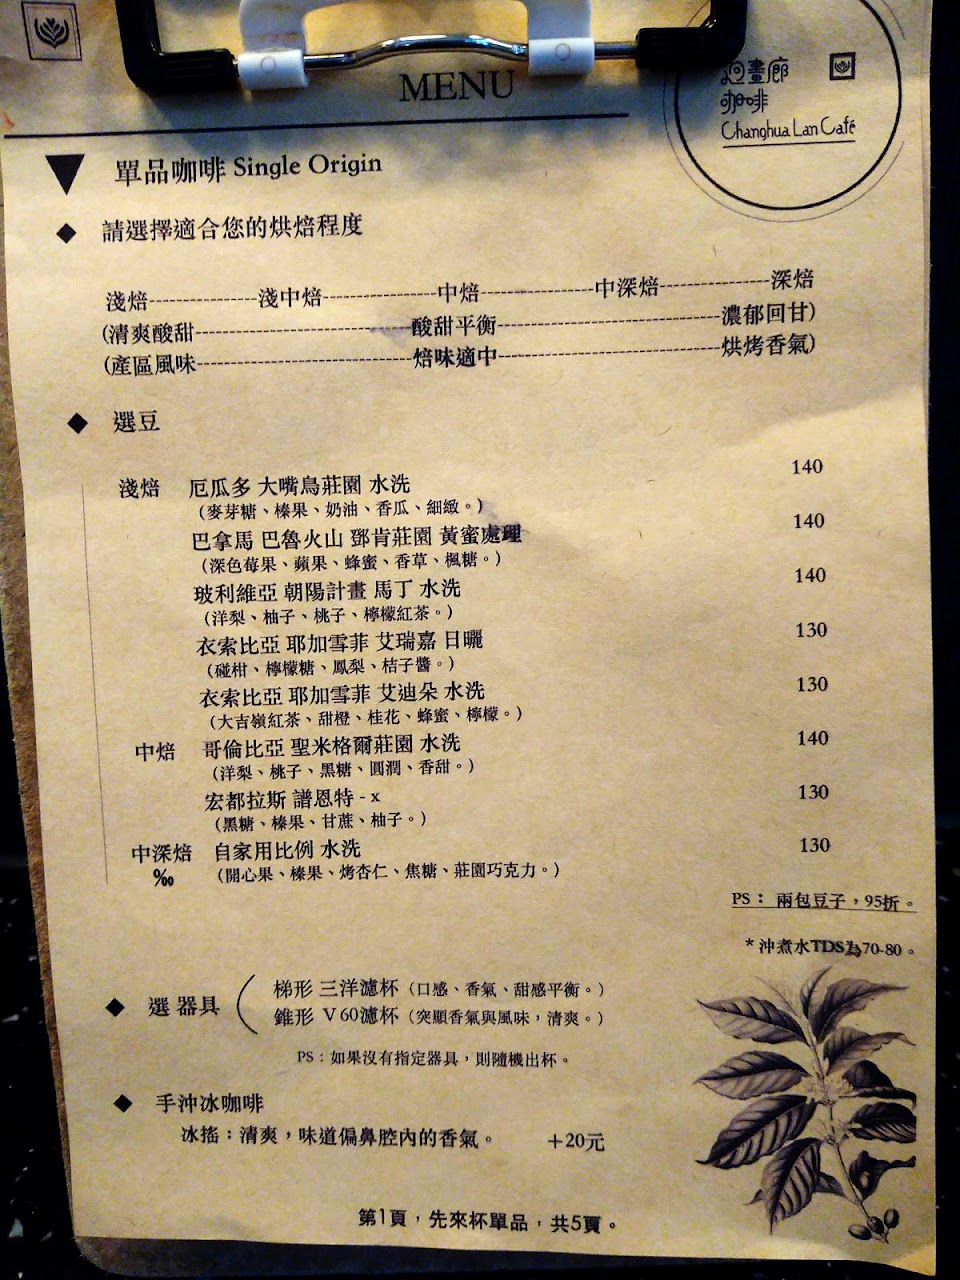 MENU
迴畫廊
咖啡
Changhua Lan Café
單品咖啡 Single Origin
請選擇適合您的烘焙程度
淺焙------------淺中焙------------中焙------------中深焙------------深焙
(清爽酸甜------------酸甜平衡------------濃郁回甘)
(產區風味------------焙味適中------------烘烤香氣)
選豆
淺焙 厄瓜多 大嘴鳥莊園 水洗 140
(麥芽糖、榛果、奶油、香瓜、細緻。)
巴拿馬 巴魯火山 鄧肯莊園 黃蜜處理 140
(深色莓果、蘋果、蜂蜜、香草、楓糖。)
玻利維亞 朝陽計畫 馬丁 水洗 140
(洋梨、柚子、桃子、檸檬紅茶。)
衣索比亞 耶加雪菲 艾瑞嘉 日曬 130
(碰柑、檸檬糖、鳳梨、桔子醬。)
衣索比亞 耶加雪菲 艾迪朵 水洗 130
(大吉嶺紅茶、甜橙、桂花、蜂蜜、檸檬。)
中焙 哥倫比亞 聖米格爾莊園 水洗 140
(洋梨、桃子、黑糖、圓潤、香甜。)
宏都拉斯 譜恩特 - x 130
(黑糖、榛果、甘蔗、柚子。)
中深焙 自家用比例 水洗 130
‰ (開心果、榛果、烤杏仁、焦糖、莊園巧克力。)
PS： 兩包豆子，95折。
*沖煮水TDS為70-80。
選 器具 ( 梯形 三洋濾杯 (口感、香氣、甜感平衡。)
錐形 V60濾杯 (突顯香氣與風味，清爽。)
PS：如果沒有指定器具，則隨機出杯。
手沖冰咖啡
冰搖：清爽，味道偏鼻腔內的香氣。 +20元
第1頁，先來杯單品，共5頁。